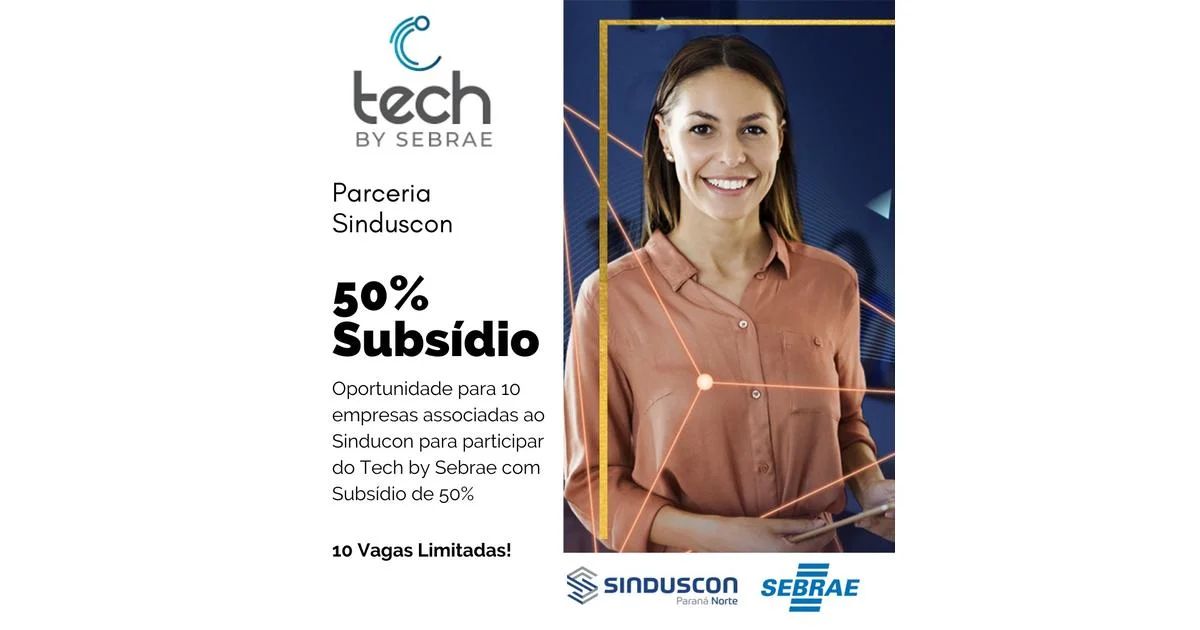 tech
BY SEBRAE
Parceria
Sinduscon
50%
Subsídio
Oportunidade para 10
empresas associadas ao
Sinducon para participar
do Tech by Sebrae com
Subsídio de 50%
10 Vagas Limitadas!
SINDUSCON
Paraná Norte
SEBRAE